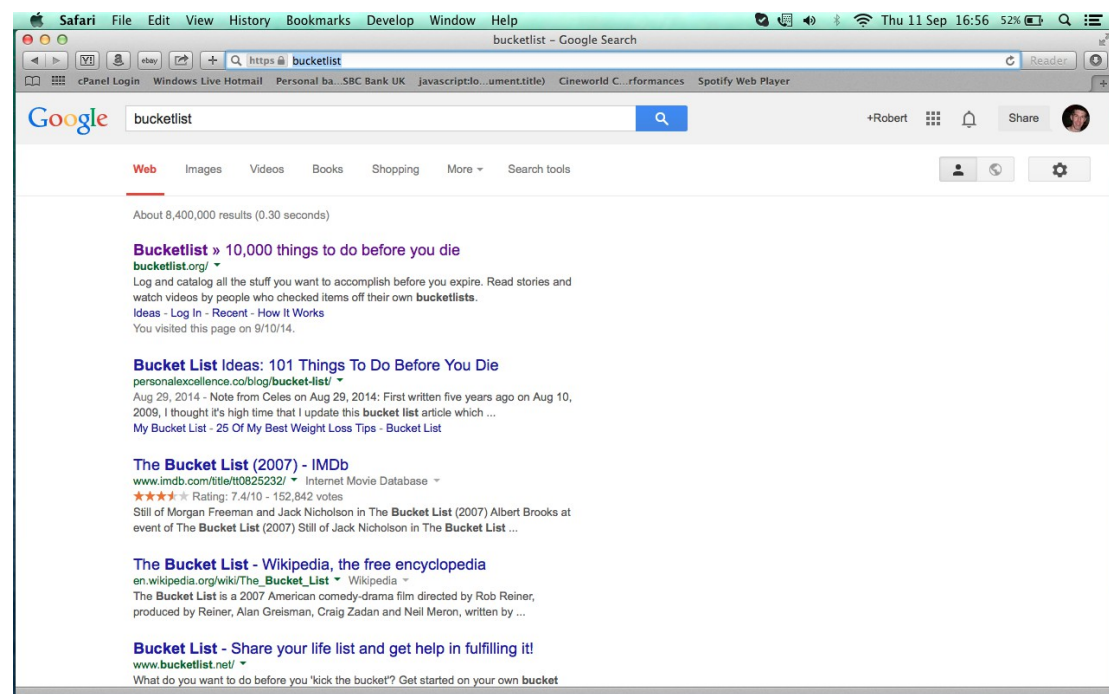 Safari File Edit View History Bookmarks Develop Window Help Thu 11 Sep 16:56 52%
bucketlist – Google Search
Y! a ebay + https bucketlist Reader
cPanel Login Windows Live Hotmail Personal ba...SBC Bank UK javascript:lo...ument.title) Cineworld C...rformances Spotify Web Player +
Google bucketlist +Robert Share
Web Images Videos Books Shopping More Search tools
About 8,400,000 results (0.30 seconds)
Bucketlist » 10,000 things to do before you die
bucketlist.org/
Log and catalog all the stuff you want to accomplish before you expire. Read stories and
watch videos by people who checked items off their own bucketlists.
Ideas - Log In - Recent - How It Works
You visited this page on 9/10/14.
Bucket List Ideas: 101 Things To Do Before You Die
personalexcellence.co/blog/bucket-list/
Aug 29, 2014 - Note from Celes on Aug 29, 2014: First written five years ago on Aug 10,
2009, I thought it's high time that I update this bucket list article which ...
My Bucket List - 25 Of My Best Weight Loss Tips - Bucket List
The Bucket List (2007) - IMDb
www.imdb.com/title/tt0825232/ Internet Movie Database
Rating: 7.4/10 - 152,842 votes
Still of Morgan Freeman and Jack Nicholson in The Bucket List (2007) Albert Brooks at
event of The Bucket List (2007) Still of Jack Nicholson in The Bucket List ...
The Bucket List - Wikipedia, the free encyclopedia
en.wikipedia.org/wiki/The_Bucket_List Wikipedia
The Bucket List is a 2007 American comedy-drama film directed by Rob Reiner,
produced by Reiner, Alan Greisman, Craig Zadan and Neil Meron, written by ...
Bucket List - Share your life list and get help in fulfilling it!
www.bucketlist.net/
What do you want to do before you 'kick the bucket'? Get started on your own bucket